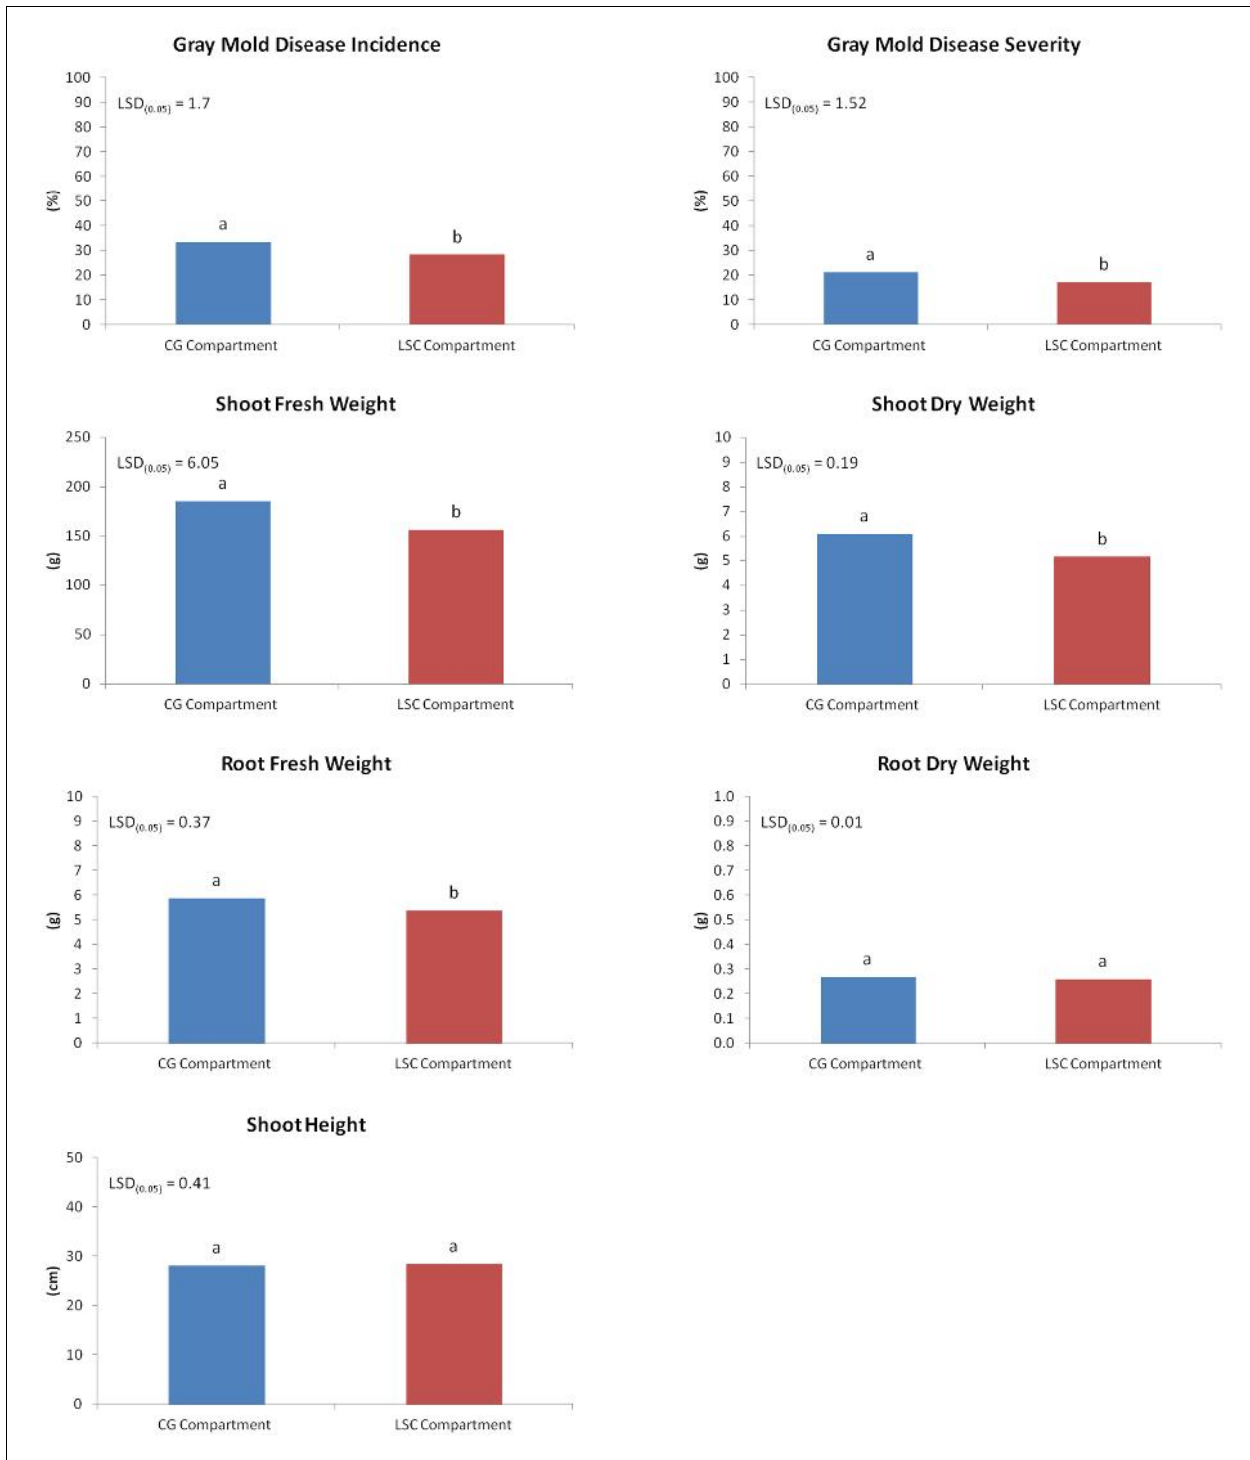 Gray Mold Disease Incidence
100
90
80
70
60
50
40
30
20
10
0
(%)
LSD(0.05) = 1.7
a
b
CG Compartment
LSC Compartment
Gray Mold Disease Severity
100
90
80
70
60
50
40
30
20
10
0
(%)
LSD(0.05) = 1.52
a
b
CG Compartment
LSC Compartment
Shoot Fresh Weight
250
200
150
100
50
0
(g)
LSD(0.05) = 6.05
a
b
CG Compartment
LSC Compartment
Shoot Dry Weight
10
9
8
7
6
5
4
3
2
1
0
(g)
LSD(0.05) = 0.19
a
b
CG Compartment
LSC Compartment
Root Fresh Weight
10
9
8
7
6
5
4
3
2
1
0
(g)
LSD(0.05) = 0.37
a
b
CG Compartment
LSC Compartment
Root Dry Weight
1.0
0.9
0.8
0.7
0.6
0.5
0.4
0.3
0.2
0.1
0.0
(g)
LSD(0.05) = 0.01
a
a
CG Compartment
LSC Compartment
Shoot Height
50
40
30
20
10
0
(cm)
LSD(0.05) = 0.41
a
a
CG Compartment
LSC Compartment